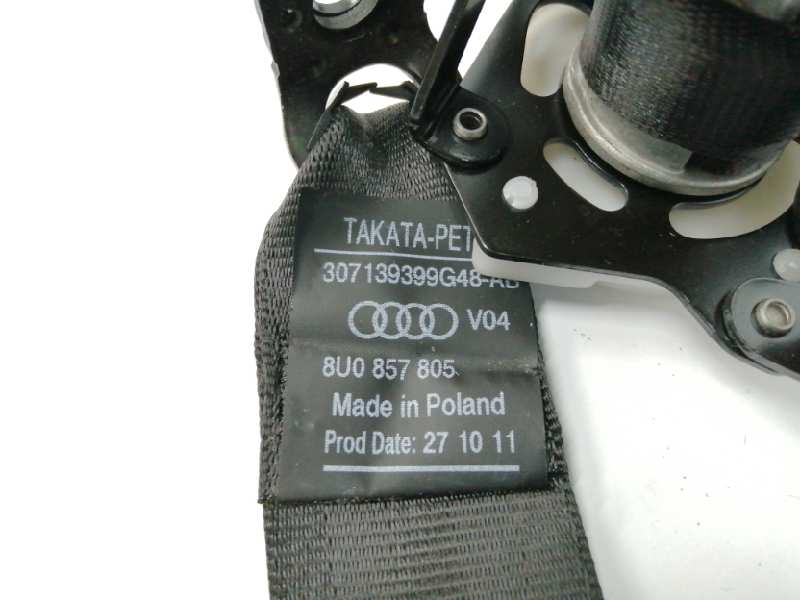 TAKATA-PET
307139399G48-AB
V04
8U0 857 805
Made in Poland
Prod Date: 27 10 11